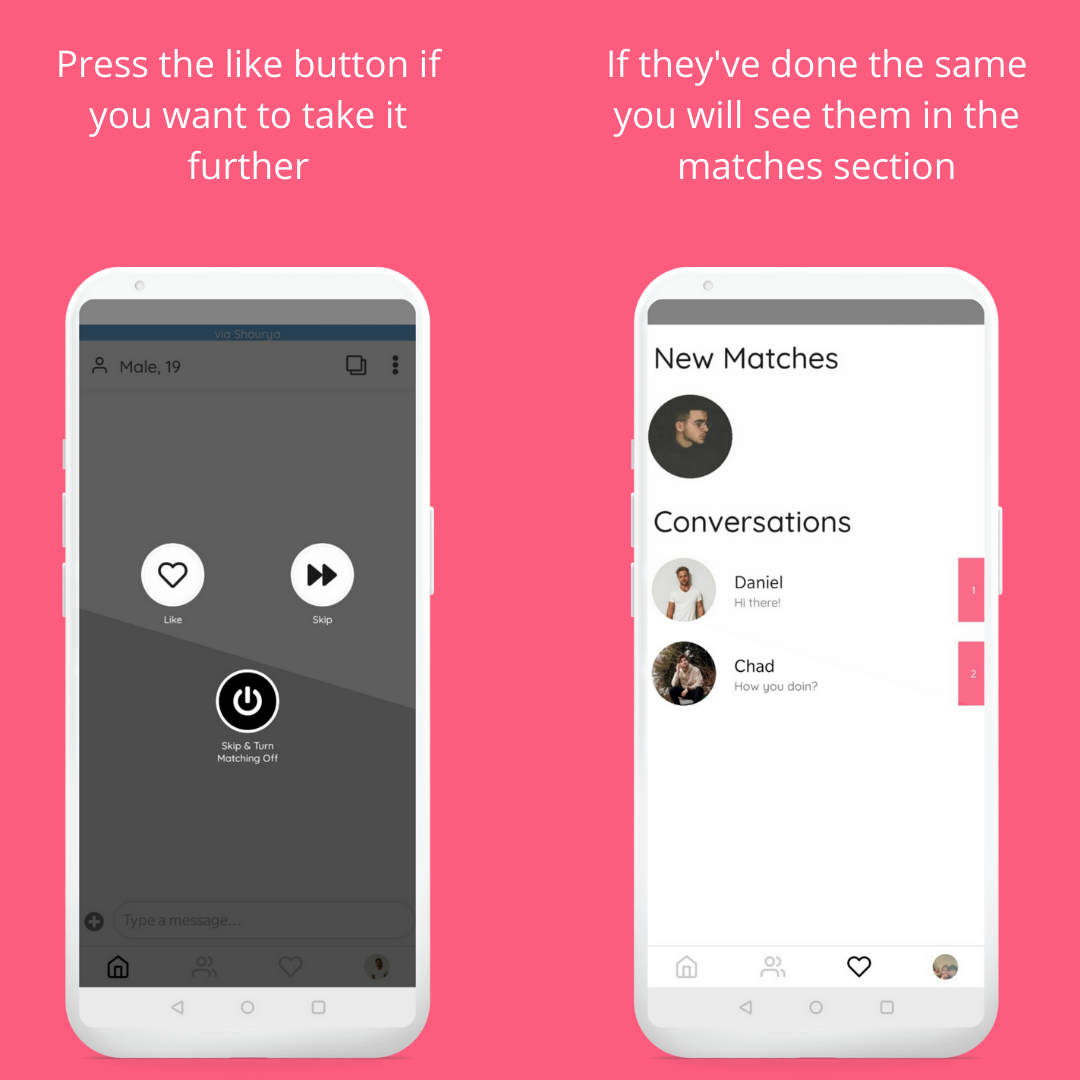 Press the like button if
you want to take it
further
If they've done the same
you will see them in the
matches section
via Shaurya
Male, 19
Like
Skip
Skip & Turn
Matching Off
Type a message...
New Matches
Conversations
Daniel
Hi there!
1
Chad
How you doin?
2